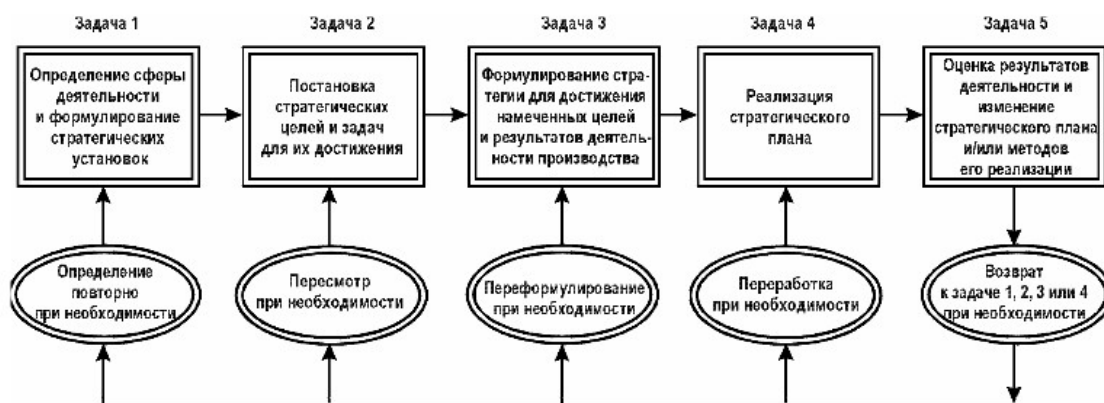 Задача 1
Задача 2
Задача 3
Задача 4
Задача 5
Определение сферы
деятельности
и формулирование
стратегических
установок
Постановка
стратегических
целей и задач
для их достижения
Формулирование стра-
тегии для достижения
намеченных целей
и результатов деятель-
ности производства
Реализация
стратегического
плана
Оценка результатов
деятельности и
изменение
стратегического плана
и/или методов
его реализации
Определение
повторно
при необходимости
Пересмотр
при необходимости
Переформулирование
при необходимости
Переработка
при необходимости
Возврат
к задаче 1, 2, 3 или 4
при необходимости